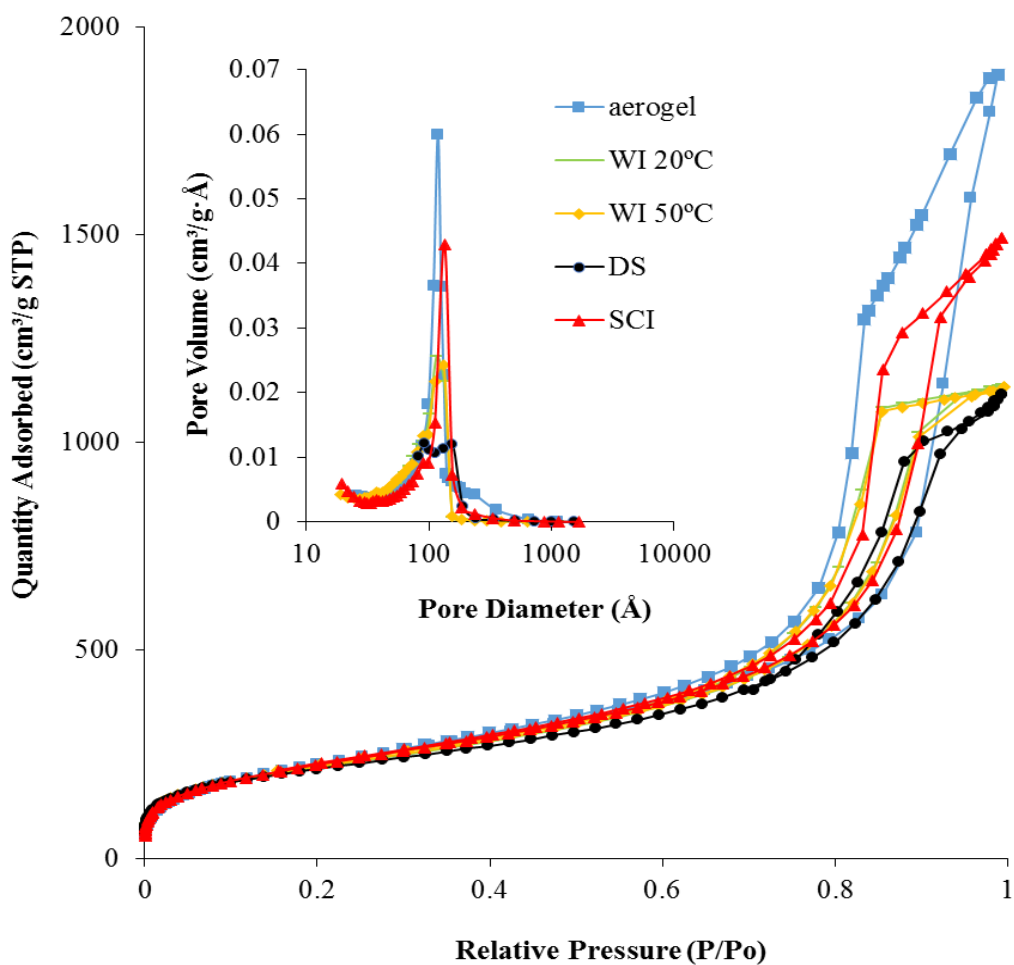 2000
1500
1000
500
0
Quantity Adsorbed (cm³/g STP)
0
0.2
0.4
0.6
0.8
1
Relative Pressure (P/Po)
0.07
0.06
0.05
0.04
0.03
0.02
0.01
0
Pore Volume (cm³/g·Å)
10
100
1000
10000
Pore Diameter (Å)
aerogel
WI 20ºC
WI 50ºC
DS
SCI